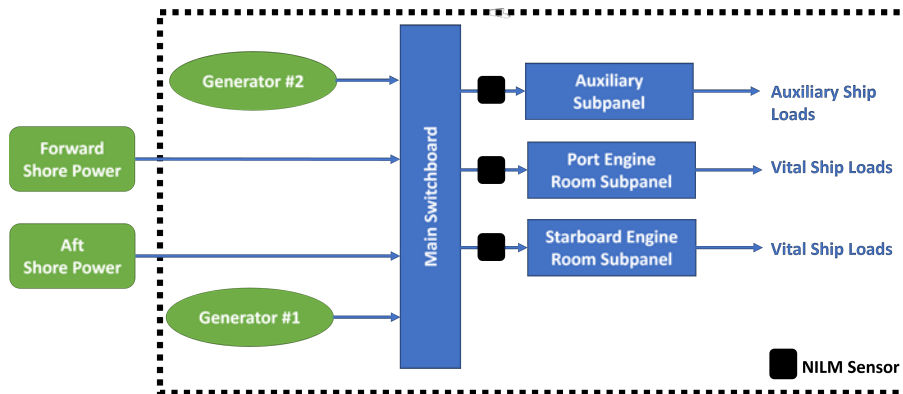 Generator #2
Forward
Shore Power
Aft
Shore Power
Generator #1
Main Switchboard
Auxiliary
Subpanel
Auxiliary Ship
Loads
Port Engine
Room Subpanel
Vital Ship Loads
Starboard Engine
Room Subpanel
Vital Ship Loads
NILM Sensor